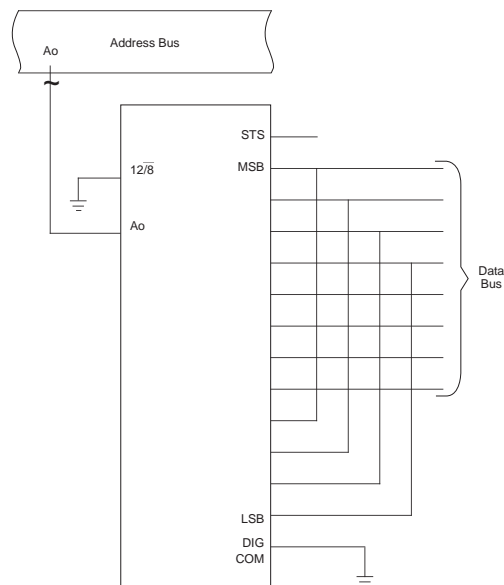 Address Bus
Ao
STS
12/8̅
MSB
Ao
Data
Bus
LSB
DIG
COM